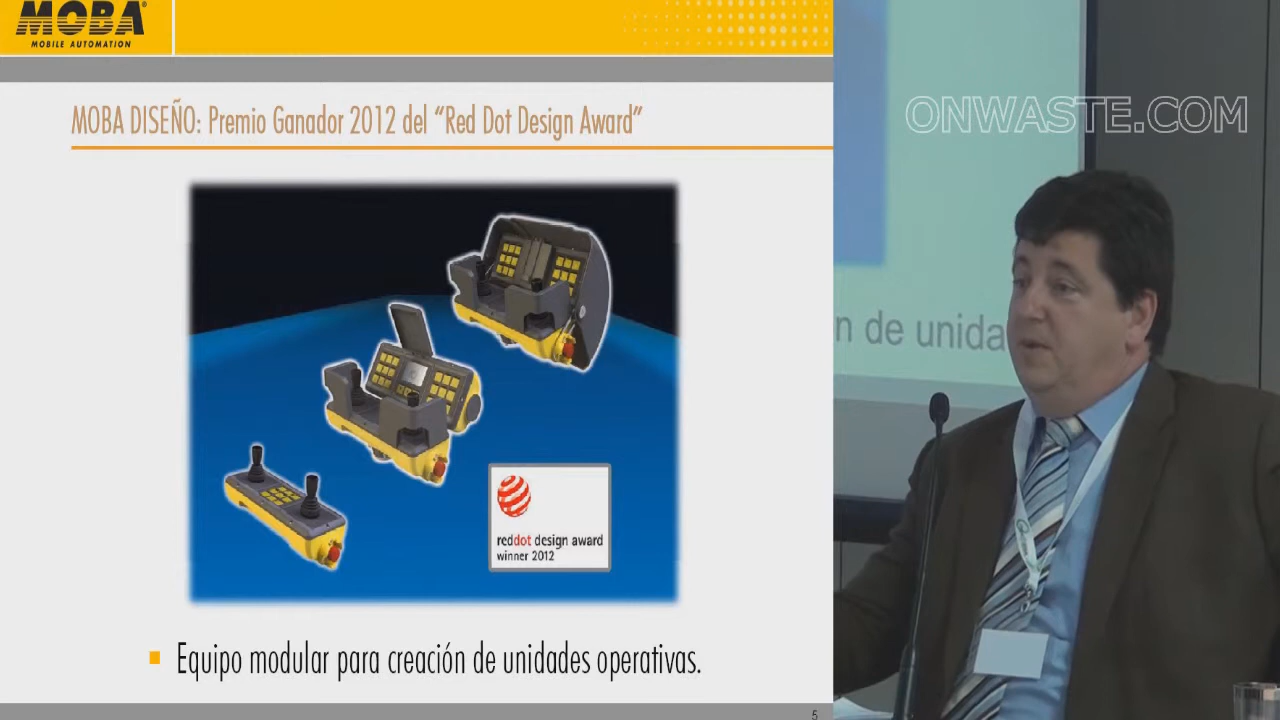 MOBA
MOBILE AUTOMATION
MOBA DISEÑO: Premio Ganador 2012 del “Red Dot Design Award”
ONWASTE.COM
n de unida
reddot design award
winner 2012
Equipo modular para creación de unidades operativas.
5